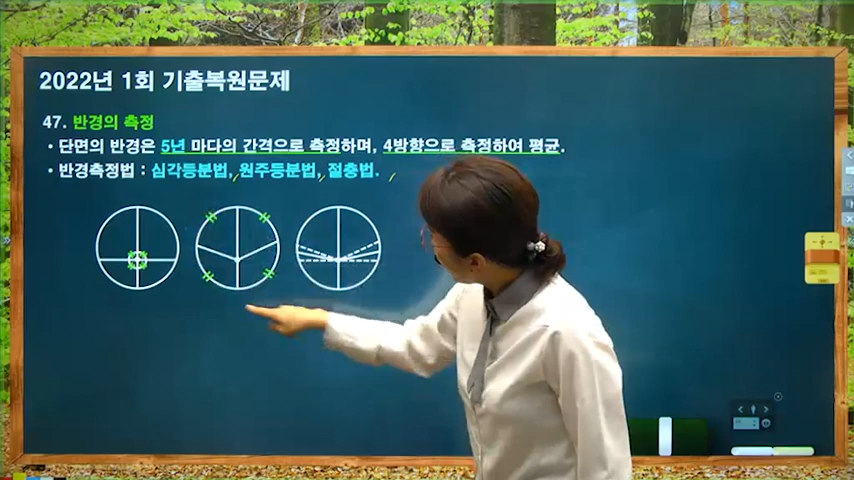 2022년 1회 기출복원문제
47. 반경의 측정
• 단면의 반경은 5년 마다의 간격으로 측정하며, 4방향으로 측정하여 평균.
• 반경측정법 : 심각등분법, 원주등분법, 절충법.